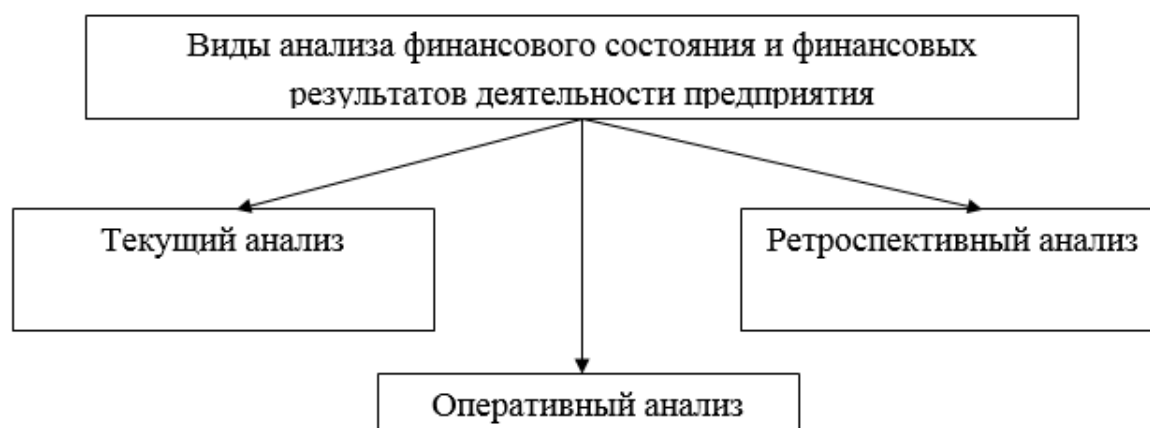 Виды анализа финансового состояния и финансовых
результатов деятельности предприятия
Текущий анализ
Ретроспективный анализ
Оперативный анализ